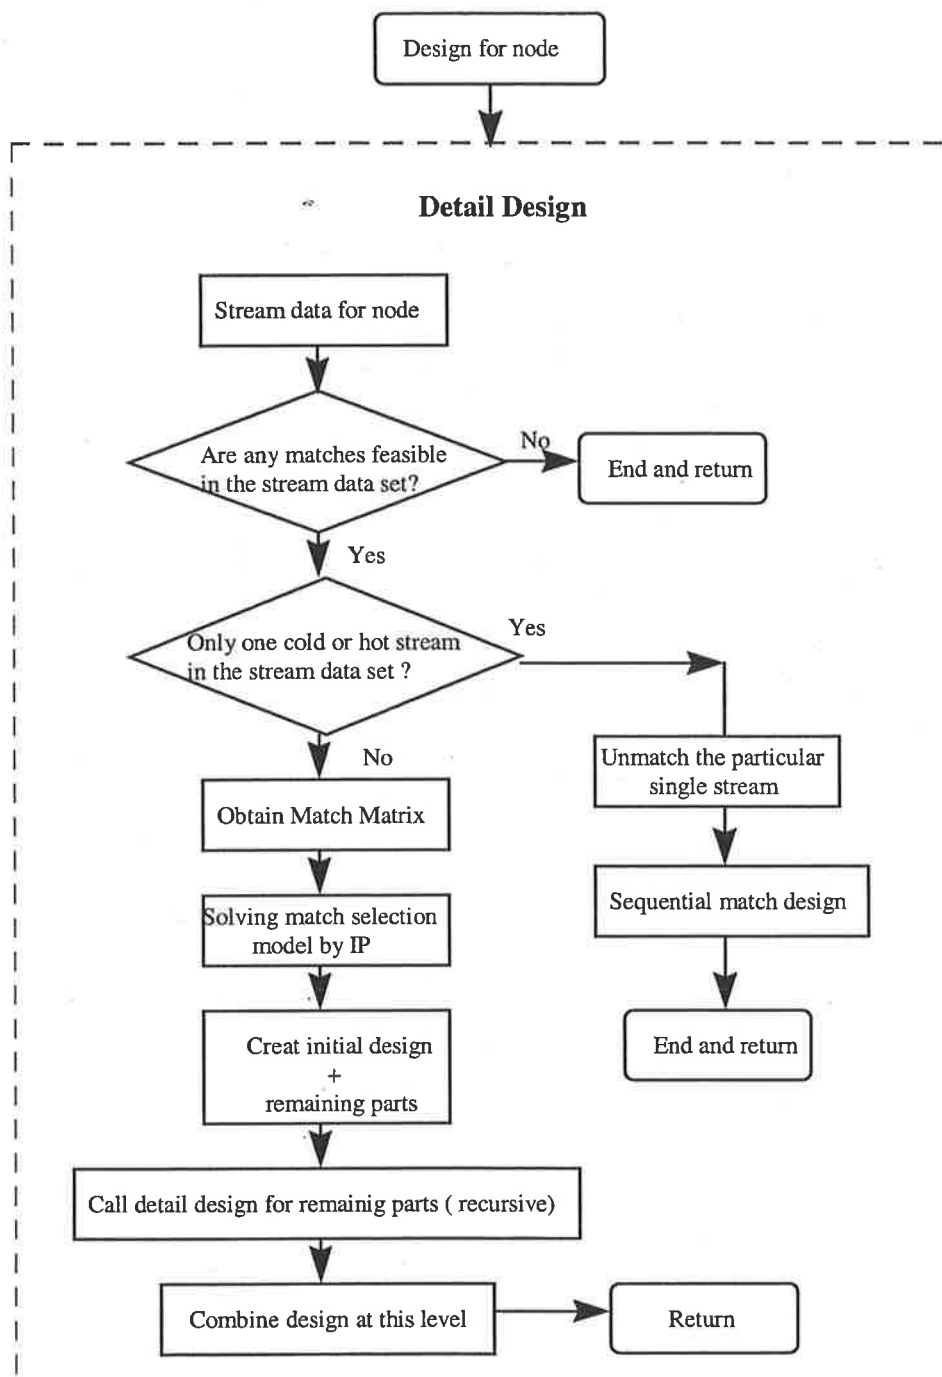 Design for node
Detail Design
Stream data for node
Are any matches feasible
in the stream data set?
No
End and return
Yes
Only one cold or hot stream
in the stream data set ?
Yes
No
Unmatch the particular
single stream
Obtain Match Matrix
Sequential match design
Solving match selection
model by IP
End and return
Creat initial design
+
remaining parts
Call detail design for remainig parts ( recursive)
Combine design at this level
Return